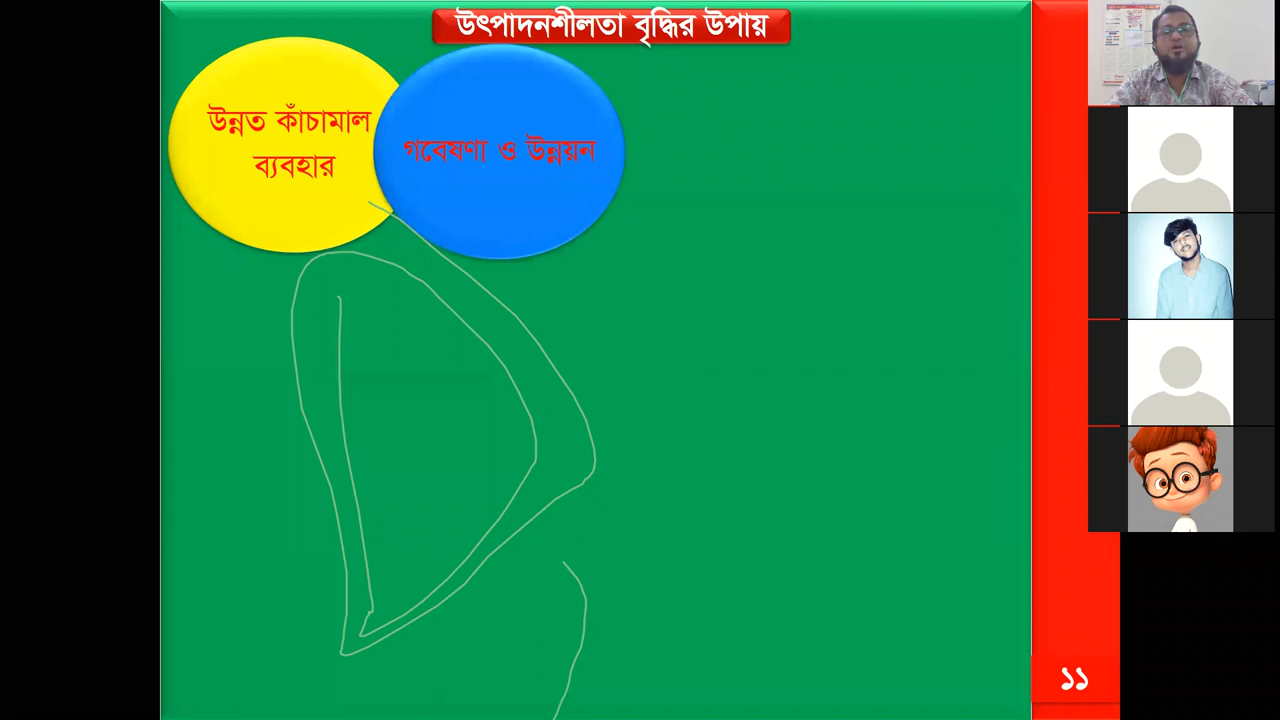 উৎপাদনশীলতা বৃদ্ধির উপায়
উন্নত কাঁচামাল
ব্যবহার
গবেষণা ও উন্নয়ন
১১